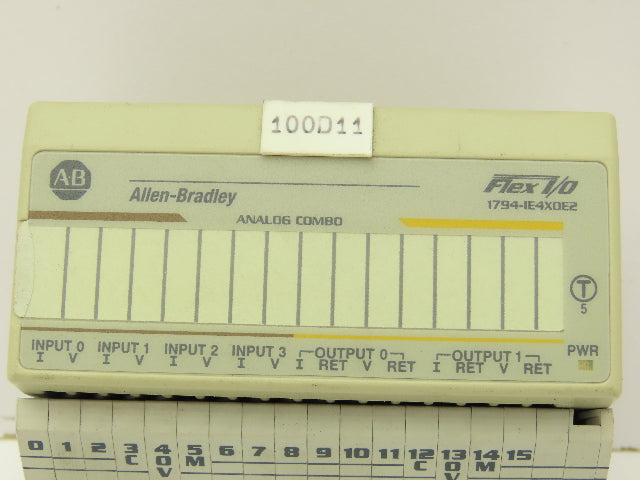 100D11
AB Allen-Bradley Flex I/O
1794-IE4XOE2
ANALOG COMBO
T
5
INPUT 0 INPUT 1 INPUT 2 INPUT 3 OUTPUT 0 OUTPUT 1 PWR
I V I V I V I V I RET V RET I RET V RET
0 1 2 3 4 5 6 7 8 9 10 11 12 13 14 15
C O M C O M
V V